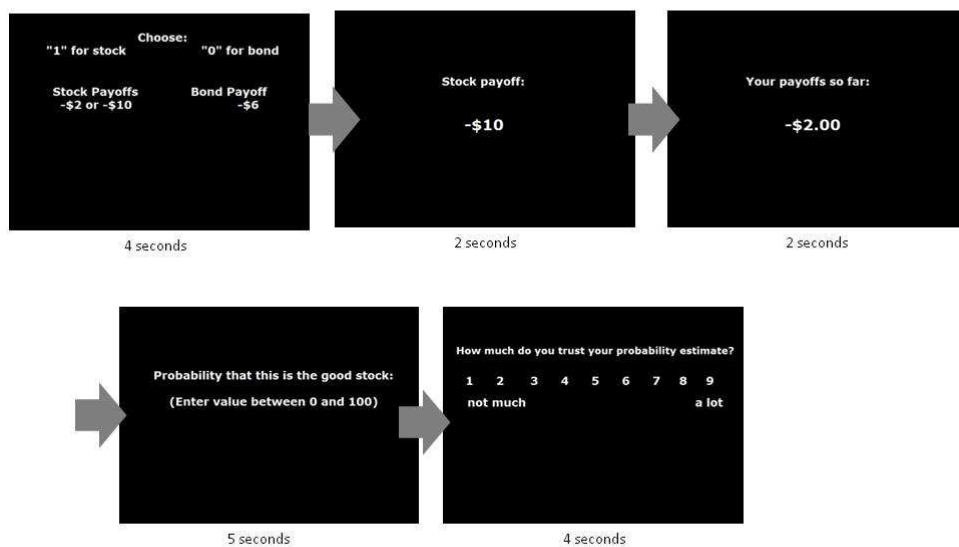 Choose:
"1" for stock "0" for bond
Stock Payoffs Bond Payoff
-$2 or -$10 -$6
4 seconds
Stock payoff:
-$10
2 seconds
Your payoffs so far:
-$2.00
2 seconds
Probability that this is the good stock:
(Enter value between 0 and 100)
5 seconds
How much do you trust your probability estimate?
1 2 3 4 5 6 7 8 9
not much a lot
4 seconds